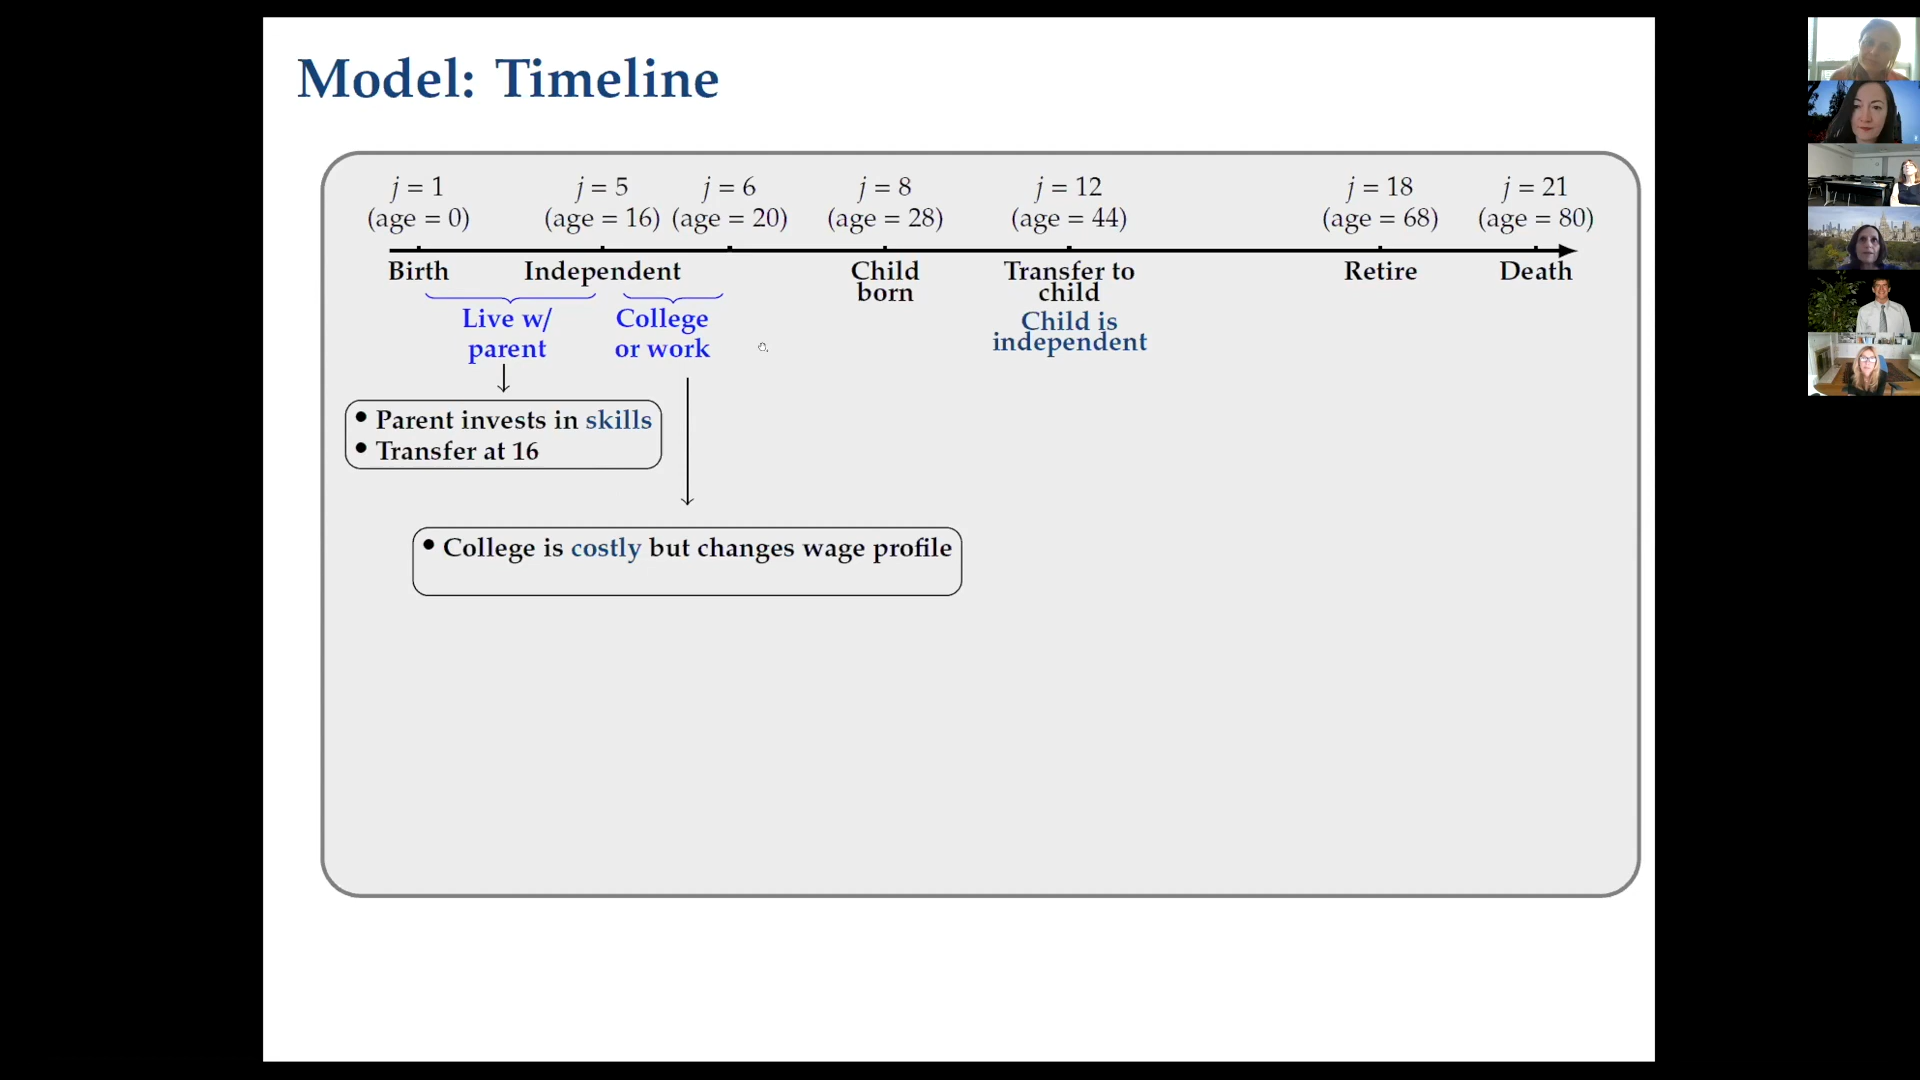 Model: Timeline
j = 1 j = 5 j = 6 j = 8 j = 12 j = 18 j = 21
(age = 0) (age = 16) (age = 20) (age = 28) (age = 44) (age = 68) (age = 80)
Birth Independent Child born Transfer to child Retire Death
Child is
independent
Live w/
parent
College
or work
• Parent invests in skills
• Transfer at 16
• College is costly but changes wage profile